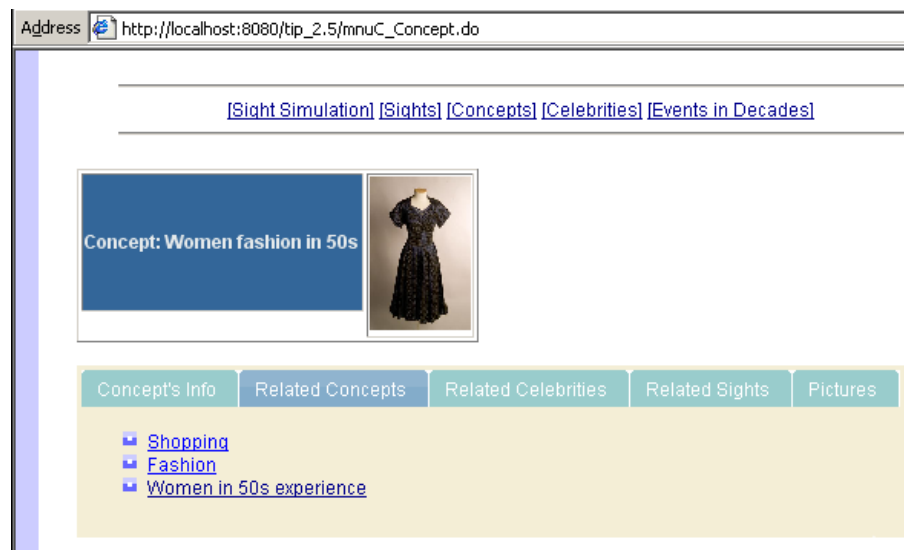 Address http://localhost:8080/tip_2.5/mnuC_Concept.do
[Sight Simulation] [Sights] [Concepts] [Celebrities] [Events in Decades]
Concept: Women fashion in 50s
Concept's Info Related Concepts Related Celebrities Related Sights Pictures
Shopping
Fashion
Women in 50s experience